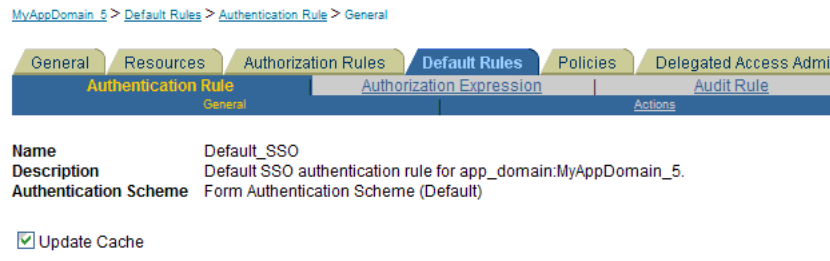 MyAppDomain_5 > Default Rules > Authentication Rule > General
General Resources Authorization Rules Default Rules Policies Delegated Access Admi
Authentication Rule | Authorization Expression | Audit Rule
General | Actions
Name Default_SSO
Description Default SSO authentication rule for app_domain:MyAppDomain_5.
Authentication Scheme Form Authentication Scheme (Default)
Update Cache